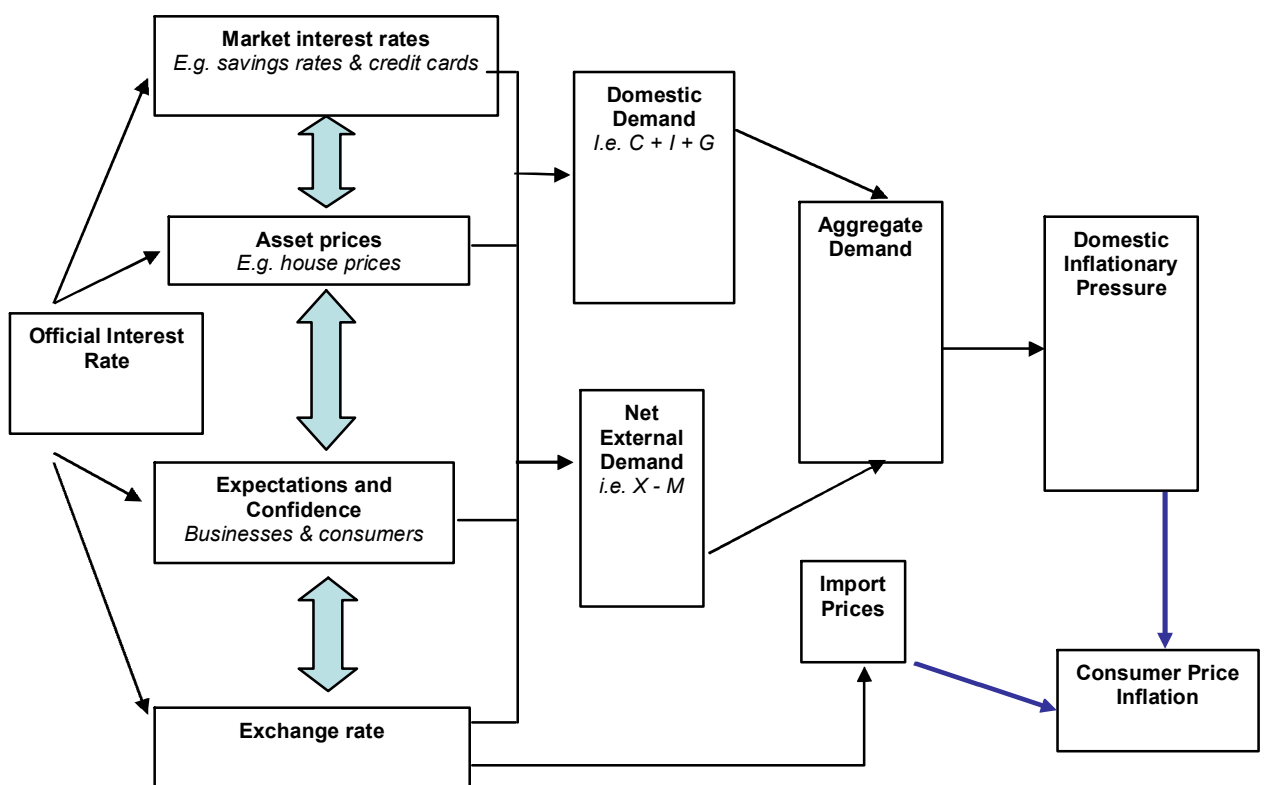 Market interest rates
E.g. savings rates & credit cards
Domestic
Demand
I.e. C + I + G
Asset prices
E.g. house prices
Aggregate
Demand
Domestic
Inflationary
Pressure
Official Interest
Rate
Net
External
Demand
i.e. X - M
Expectations and
Confidence
Businesses & consumers
Import
Prices
Consumer Price
Inflation
Exchange rate